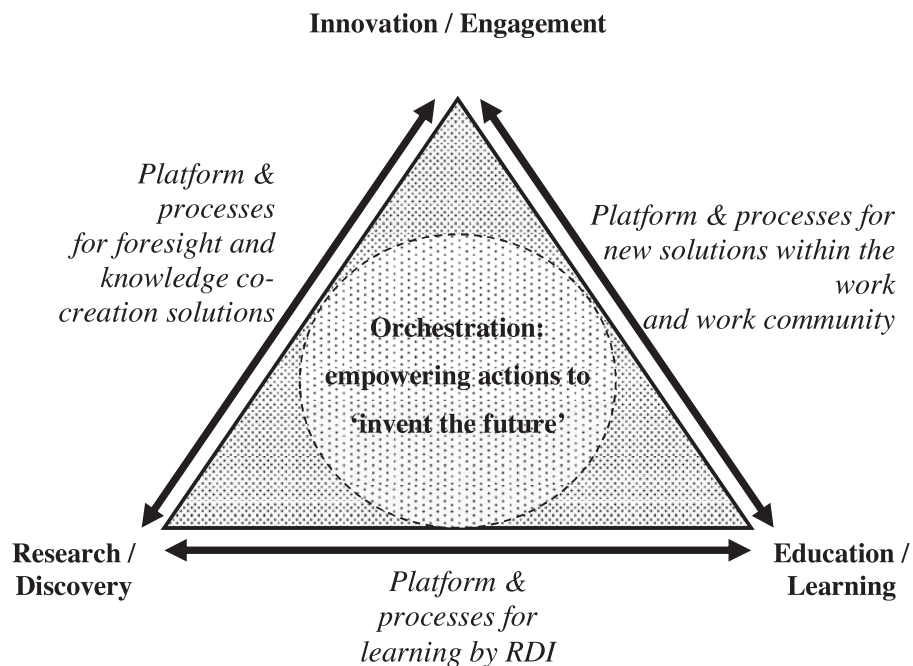 Innovation / Engagement
Platform &
processes
for foresight and
knowledge co-
creation solutions
Platform & processes for
new solutions within the
work
and work community
Orchestration:
empowering actions to
‘invent the future’
Research /
Discovery
Education /
Learning
Platform &
processes for
learning by RDI